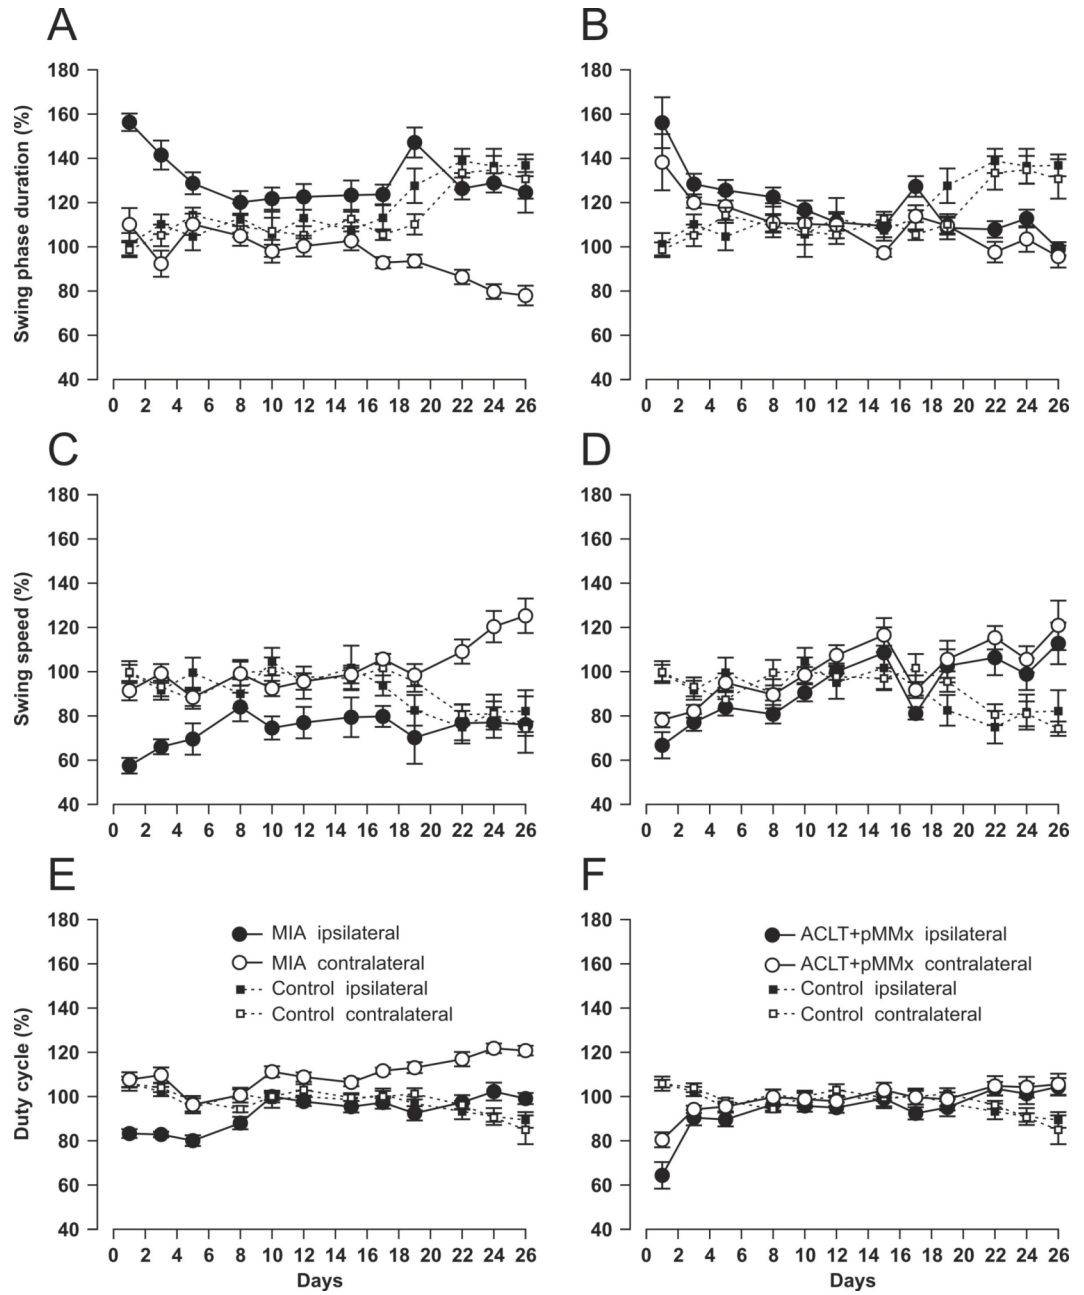 A
B
180
160
140
120
100
80
60
40
Swing phase duration (%)
0 2 4 6 8 10 12 14 16 18 20 22 24 26
180
160
140
120
100
80
60
40
0 2 4 6 8 10 12 14 16 18 20 22 24 26
C
D
180
160
140
120
100
80
60
40
Swing speed (%)
0 2 4 6 8 10 12 14 16 18 20 22 24 26
180
160
140
120
100
80
60
40
0 2 4 6 8 10 12 14 16 18 20 22 24 26
E
F
180
160
140
120
100
80
60
40
Duty cycle (%)
MIA ipsilateral
MIA contralateral
Control ipsilateral
Control contralateral
0 2 4 6 8 10 12 14 16 18 20 22 24 26
Days
180
160
140
120
100
80
60
40
ACLT+pMMx ipsilateral
ACLT+pMMx contralateral
Control ipsilateral
Control contralateral
0 2 4 6 8 10 12 14 16 18 20 22 24 26
Days